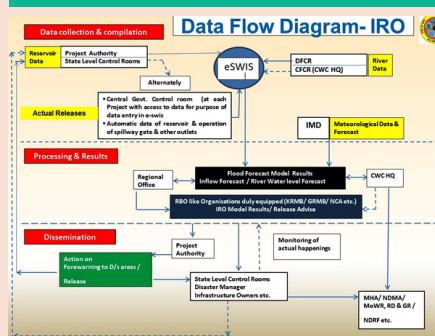 Data Flow Diagram- IRO
Data collection & compilation
Reservoir
Data
Project Authority
State Level Control Rooms
eSWIS
DFCR
CFCR (CWC HQ)
River
Data
Alternately
Actual Releases
• Central Govt. Control room (at each
Project with access to data for purpose of
data entry in e-swis
• Automatic data of reservoir & operation
of spillway gate & other outlets
IMD
Meteorological Data &
Forecast
Processing & Results
Regional
Office
Flood Forecast Model Results
Inflow Forecast / River Water level Forecast
CWC HQ
RBO like Organisations duly equipped (KRMB/ GRMB/ NCA etc.)
IRO Model Results/ Release Advise
Dissemination
Project
Authority
Monitoring of
actual happenings
Action on
Forewarning to D/s areas /
Release
State Level Control Rooms
Disaster Manager
Infrastructure Owners etc.
MHA/ NDMA/
MoWR, RD & GR /
NDRF etc.